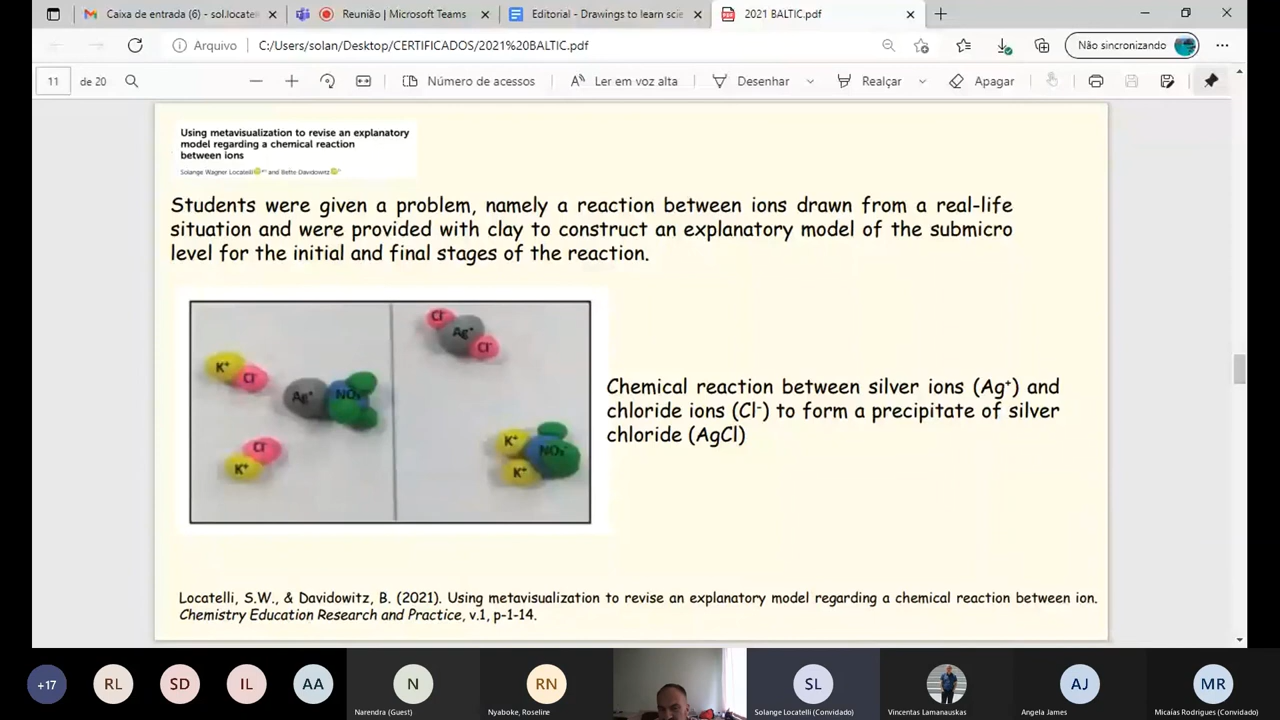 Caixa de entrada (6) - sol.locate
Reunião | Microsoft Teams
Editorial - Drawings to learn scie
2021 BALTIC.pdf
Arquivo
C:/Users/solan/Desktop/CERTIFICADOS/2021%20BALTIC.pdf
Não sincronizando
11 de 20
Número de acessos
Ler em voz alta
Desenhar
Realçar
Apagar
Using metavisualization to revise an explanatory
model regarding a chemical reaction
between ions
Solange Wagner Locatelli and Bette Davidowitz
Students were given a problem, namely a reaction between ions drawn from a real-life
situation and were provided with clay to construct an explanatory model of the submicro
level for the initial and final stages of the reaction.
K⁺
Cl⁻
Ag⁺
NO₃⁻
Cl⁻
K⁺
Cl⁻
Ag⁺
Cl⁻
K⁺
NO₃⁻
K⁺
Chemical reaction between silver ions (Ag⁺) and
chloride ions (Cl⁻) to form a precipitate of silver
chloride (AgCl)
Locatelli, S.W., & Davidowitz, B. (2021). Using metavisualization to revise an explanatory model regarding a chemical reaction between ion.
Chemistry Education Research and Practice, v.1, p-1-14.
+17
RL
SD
IL
AA
N
Narendra (Guest)
RN
Nyaboke, Roseline
SL
Solange Locatelli (Convidado)
Vincentas Lamanauskas
AJ
Angela James
MR
Micaías Rodrigues (Convidado)